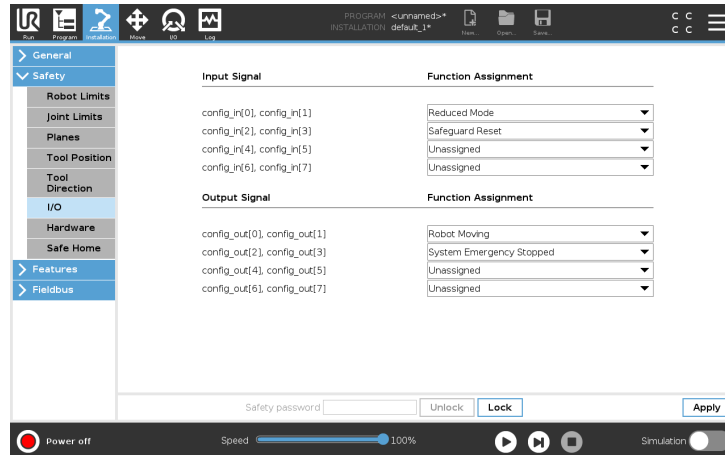 PROGRAM <unnamed>*
INSTALLATION default_1*
UR
Run
Program
Installation
Move
I/O
Log
New...
Open...
Save...
C C
C C
General
Safety
Robot Limits
Joint Limits
Planes
Tool Position
Tool
Direction
I/O
Hardware
Safe Home
Features
Fieldbus
Input Signal Function Assignment
config_in[0], config_in[1] Reduced Mode
config_in[2], config_in[3] Safeguard Reset
config_in[4], config_in[5] Unassigned
config_in[6], config_in[7] Unassigned
Output Signal Function Assignment
config_out[0], config_out[1] Robot Moving
config_out[2], config_out[3] System Emergency Stopped
config_out[4], config_out[5] Unassigned
config_out[6], config_out[7] Unassigned
Safety password Unlock Lock Apply
Power off Speed 100% Simulation